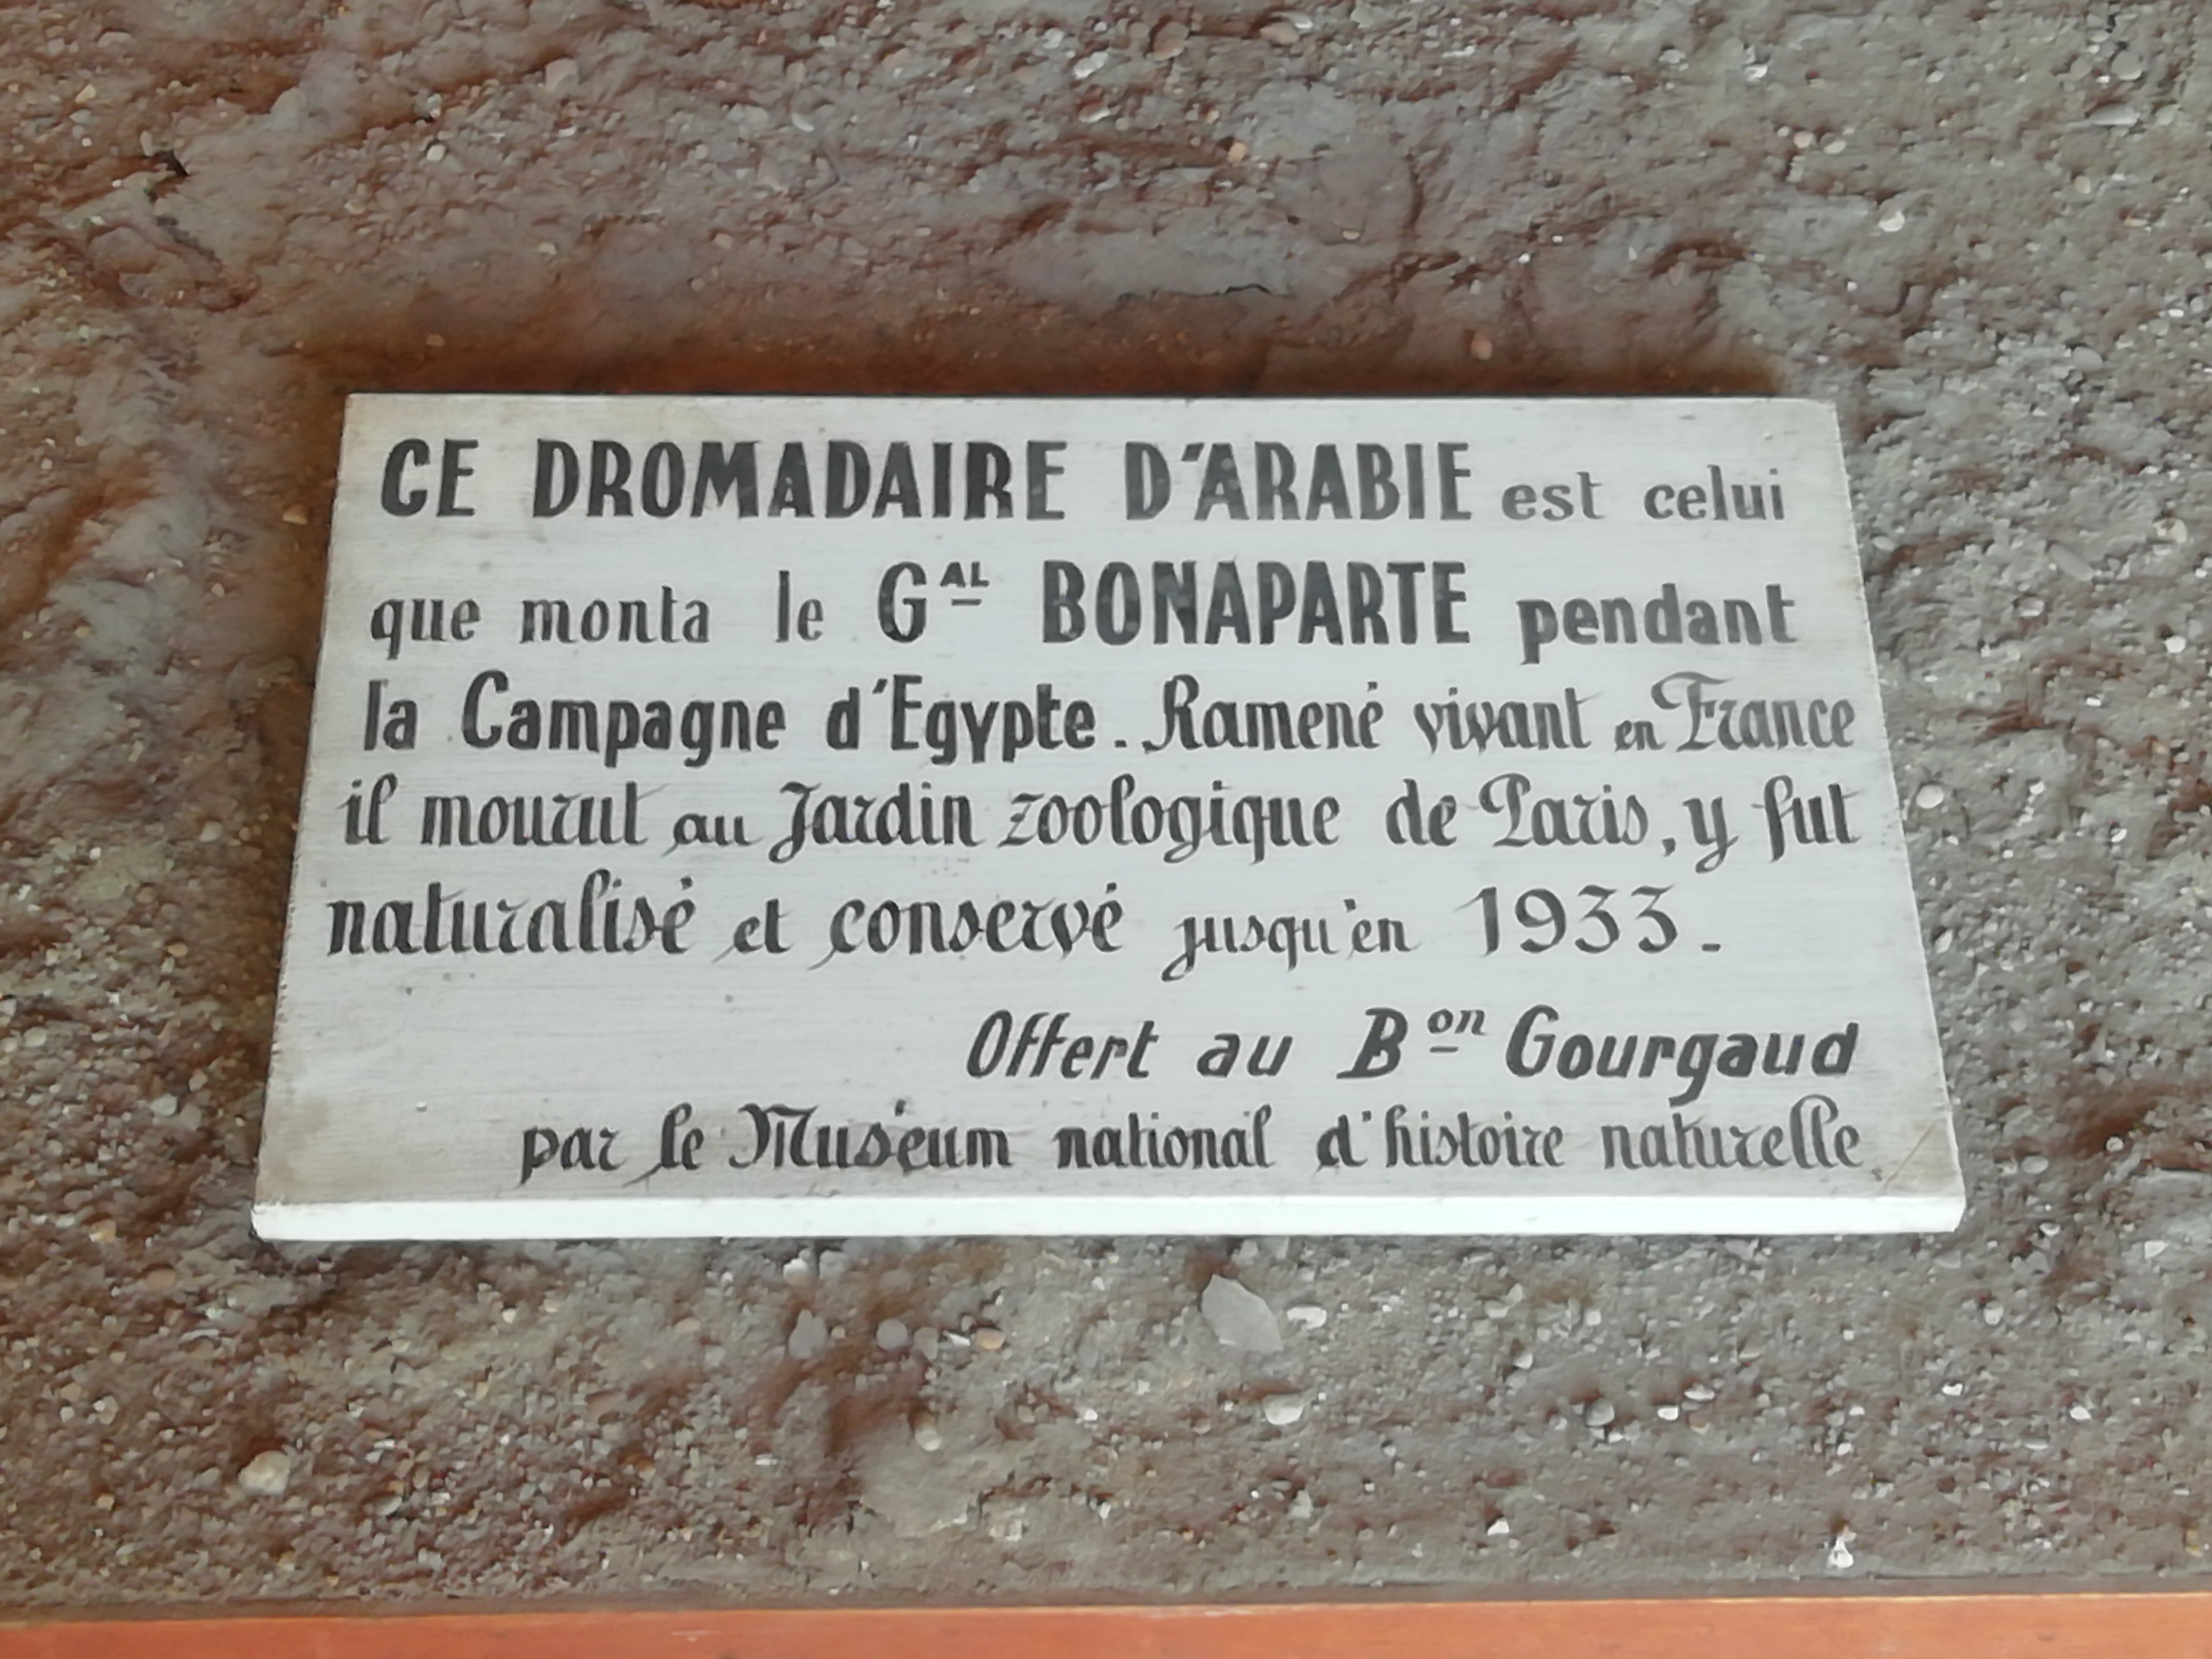 CE DROMADAIRE D'ARABIE est celui
que monta le Gᴬᴸ BONAPARTE pendant
la Campagne d'Egypte. Ramené vivant en France
il mourut au Jardin zoologique de Paris, y fut
naturalisé et conservé jusqu'en 1933.
Offert au Bᵒⁿ Gourgaud
par le Muséum national d'histoire naturelle.